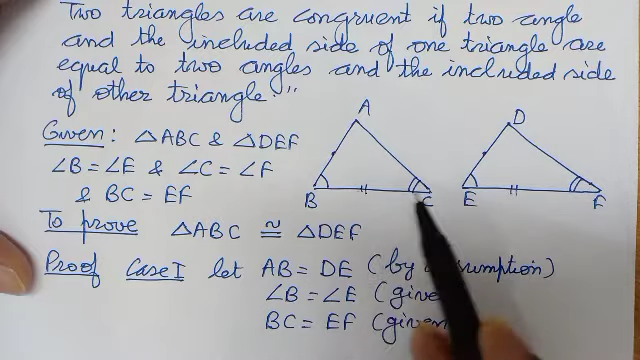 Two triangles are congruent if two angle
and the included side of one triangle are
equal to two angles and the included side
of other triangle."
Given: △ABC & △DEF
∠B = ∠E & ∠C = ∠F
& BC = EF
A
B
C
D
E
F
To prove △ABC ≅ △DEF
Proof Case I let AB = DE (by assumption)
∠B = ∠E (given
BC = EF (given